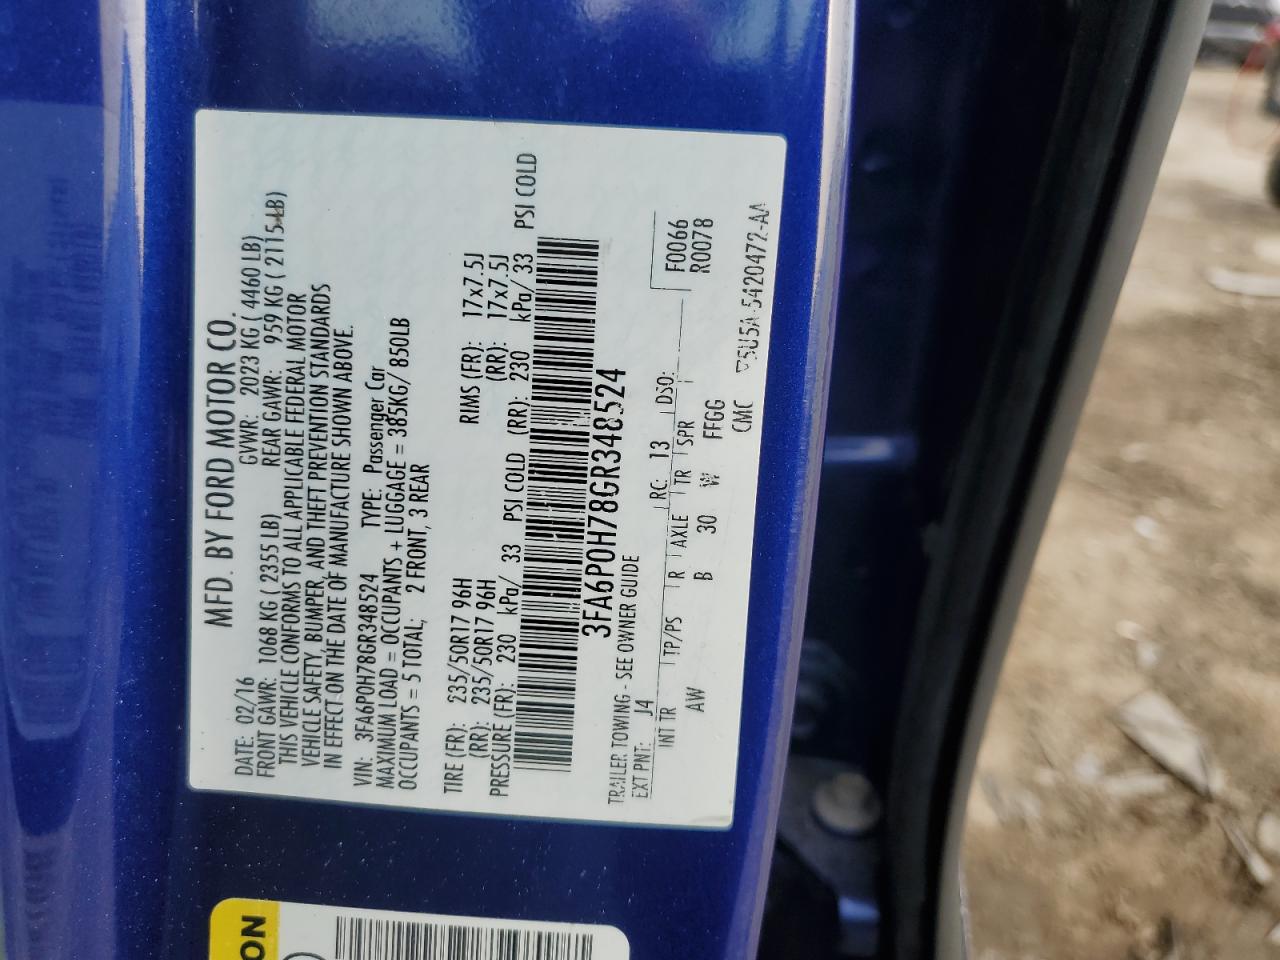 MFD. BY FORD MOTOR CO.
DATE: 02/16 GVWR: 2023 KG ( 4460 LB)
FRONT GAWR: 1068 KG ( 2355 LB) REAR GAWR: 959 KG ( 2115 LB)
THIS VEHICLE CONFORMS TO ALL APPLICABLE FEDERAL MOTOR
VEHICLE SAFETY, BUMPER, AND THEFT PREVENTION STANDARDS
IN EFFECT ON THE DATE OF MANUFACTURE SHOWN ABOVE.
VIN: 3FA6P0H78GR348524 TYPE: Passenger Car
MAXIMUM LOAD = OCCUPANTS + LUGGAGE = 385KG/ 850LB
OCCUPANTS = 5 TOTAL; 2 FRONT, 3 REAR
TIRE (FR): 235/50R17 96H RIMS (FR): 17x7.5J
(RR): 235/50R17 96H (RR): 17x7.5J
PRESSURE (FR): 230 kPa/ 33 PSI COLD (RR): 230 kPa/ 33 PSI COLD
3FA6P0H78GR348524
TRAILER TOWING - SEE OWNER GUIDE
EXT PNT: J4 RC: 13 DSO: F0066
INT TR TP/PS R AXLE TR SPR R0078
AW B 30 W FFGG
CMC 5U5A-5420472-AA
ON